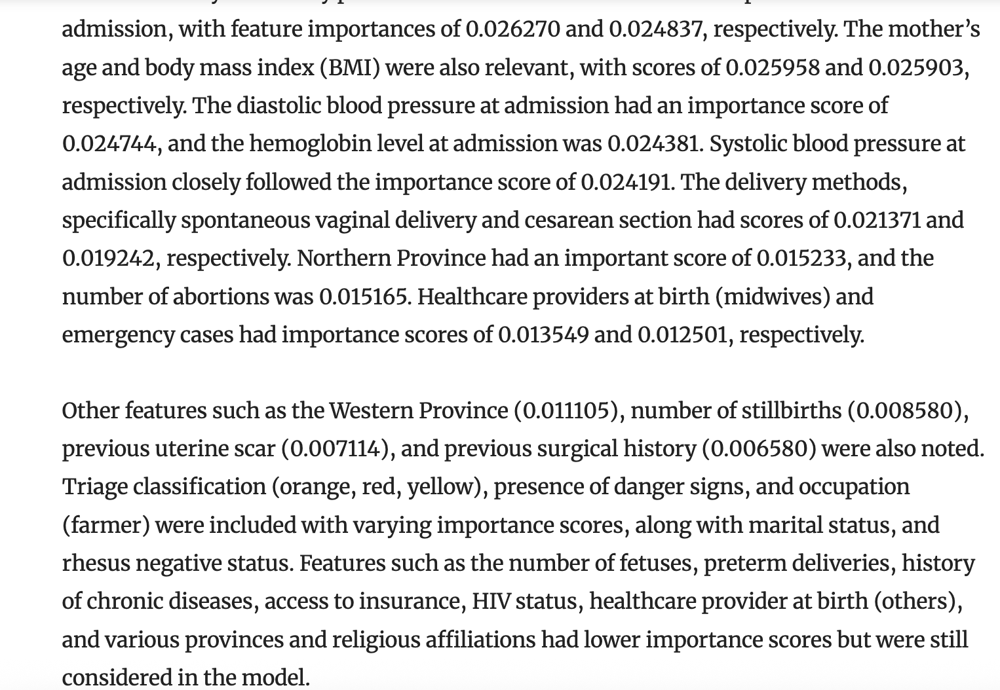 admission, with feature importances of 0.026270 and 0.024837, respectively. The mother’s
age and body mass index (BMI) were also relevant, with scores of 0.025958 and 0.025903,
respectively. The diastolic blood pressure at admission had an importance score of
0.024744, and the hemoglobin level at admission was 0.024381. Systolic blood pressure at
admission closely followed the importance score of 0.024191. The delivery methods,
specifically spontaneous vaginal delivery and cesarean section had scores of 0.021371 and
0.019242, respectively. Northern Province had an important score of 0.015233, and the
number of abortions was 0.015165. Healthcare providers at birth (midwives) and
emergency cases had importance scores of 0.013549 and 0.012501, respectively.
Other features such as the Western Province (0.011105), number of stillbirths (0.008580),
previous uterine scar (0.007114), and previous surgical history (0.006580) were also noted.
Triage classification (orange, red, yellow), presence of danger signs, and occupation
(farmer) were included with varying importance scores, along with marital status, and
rhesus negative status. Features such as the number of fetuses, preterm deliveries, history
of chronic diseases, access to insurance, HIV status, healthcare provider at birth (others),
and various provinces and religious affiliations had lower importance scores but were still
considered in the model.